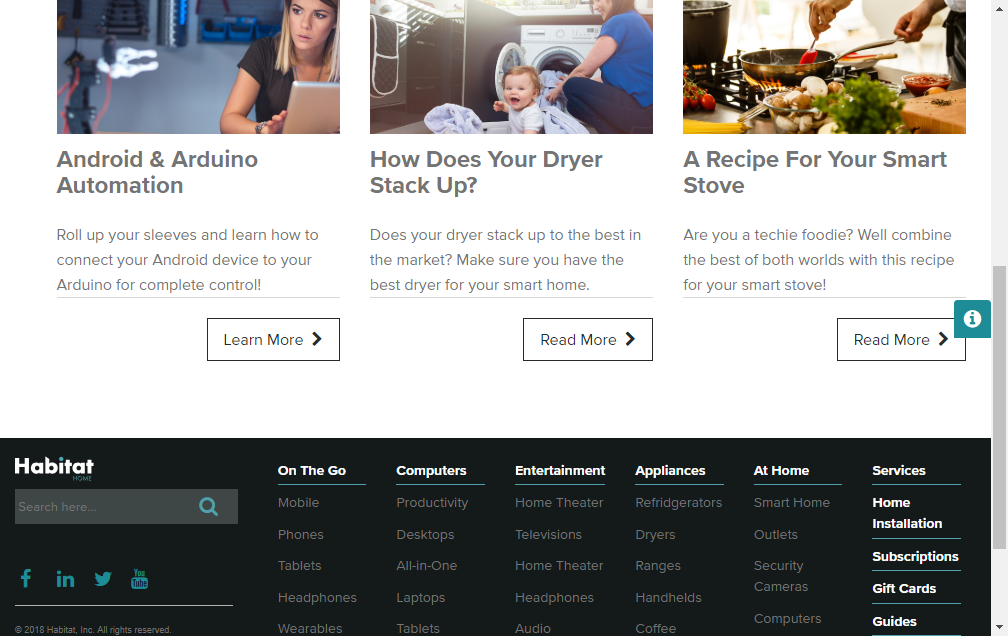 Android & Arduino
Automation
Roll up your sleeves and learn how to
connect your Android device to your
Arduino for complete control!
Learn More
How Does Your Dryer
Stack Up?
Does your dryer stack up to the best in
the market? Make sure you have the
best dryer for your smart home.
Read More
A Recipe For Your Smart
Stove
Are you a techie foodie? Well combine
the best of both worlds with this recipe
for your smart stove!
Read More
Habitat
HOME
Search here...
You
Tube
© 2018 Habitat, Inc. All rights reserved.
On The Go
Mobile
Phones
Tablets
Headphones
Wearables
Computers
Productivity
Desktops
All-in-One
Laptops
Tablets
Entertainment
Home Theater
Televisions
Home Theater
Headphones
Audio
Appliances
Refridgerators
Dryers
Ranges
Handhelds
Coffee
At Home
Smart Home
Outlets
Security
Cameras
Computers
Services
Home
Installation
Subscriptions
Gift Cards
Guides